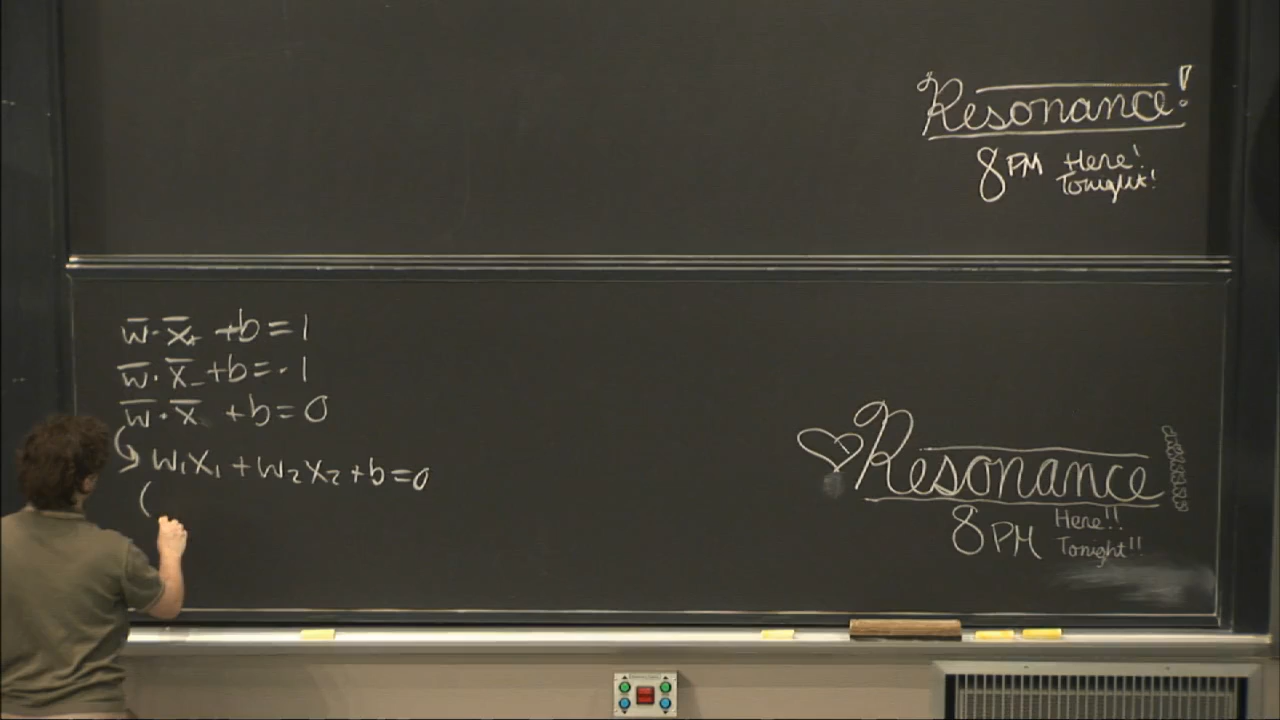 Resonance!
8 PM Here!
Tonight!
w̅·x̅₊ +b=1
w̅·x̅₋ +b=-1
w̅·x̅ +b=0
w₁x₁+w₂x₂+b=0
(
Resonance
8 PM Here!!
Tonight!!